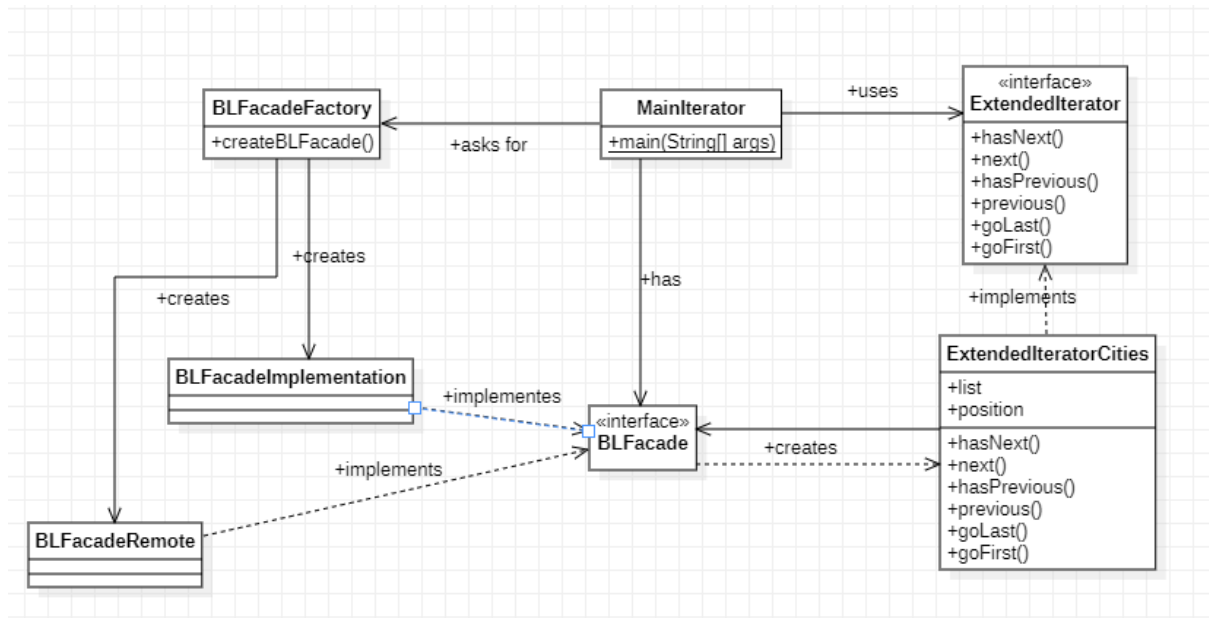 BLFacadeFactory
+createBLFacade()
+asks for
MainIterator
+main(String[] args)
+uses
«interface»
ExtendedIterator
+hasNext()
+next()
+hasPrevious()
+previous()
+goLast()
+goFirst()
+creates
+creates
+has
+implements
BLFacadeImplementation
+implementes
+implements
«interface»
BLFacade
+creates
ExtendedIteratorCities
+list
+position
+hasNext()
+next()
+hasPrevious()
+previous()
+goLast()
+goFirst()
BLFacadeRemote